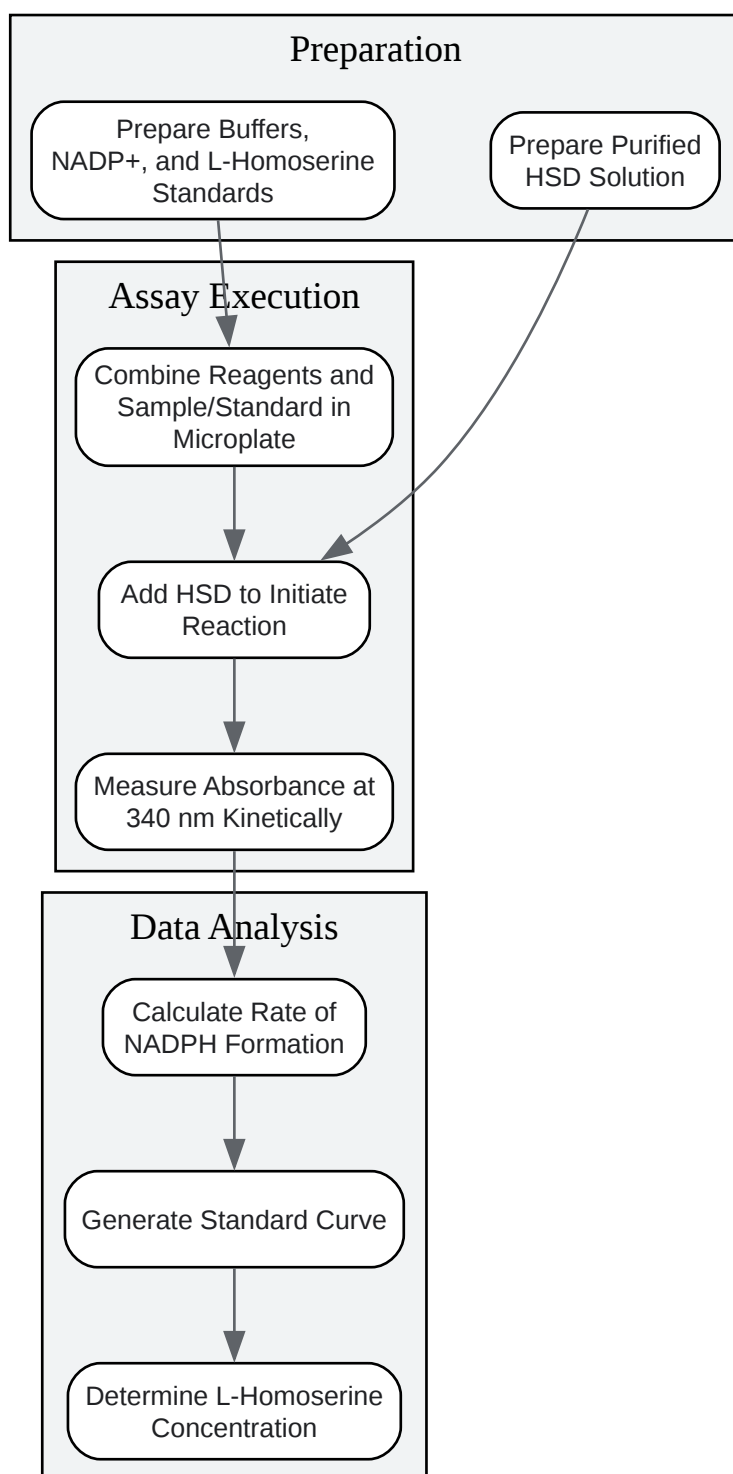 Preparation
Prepare Buffers,
NADP+, and L-Homoserine
Standards
Prepare Purified
HSD Solution
Assay Execution
Combine Reagents and
Sample/Standard in
Microplate
Add HSD to Initiate
Reaction
Measure Absorbance at
340 nm Kinetically
Data Analysis
Calculate Rate of
NADPH Formation
Generate Standard Curve
Determine L-Homoserine
Concentration